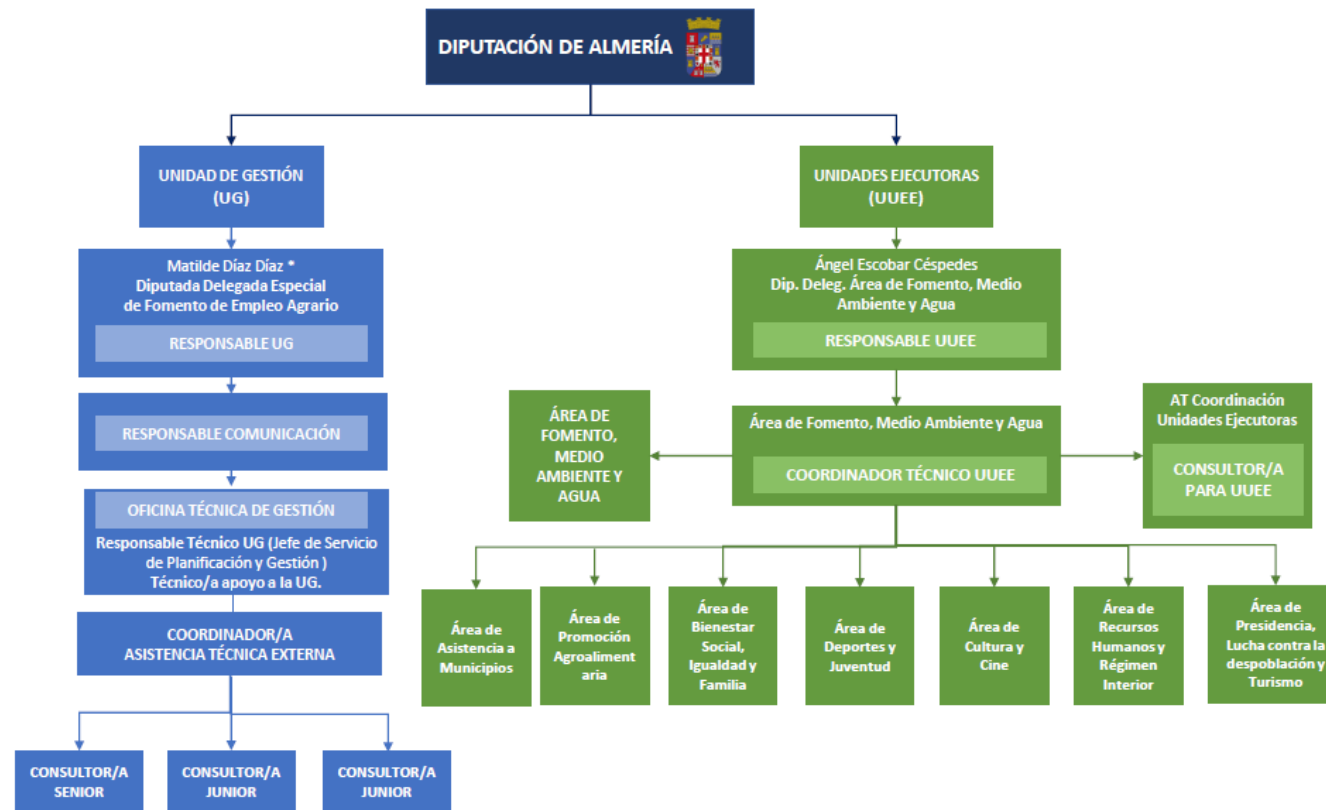 DIPUTACIÓN DE ALMERÍA
UNIDAD DE GESTIÓN
(UG)
Matilde Díaz Díaz *
Diputada Delegada Especial
de Fomento de Empleo Agrario
RESPONSABLE UG
RESPONSABLE COMUNICACIÓN
OFICINA TÉCNICA DE GESTIÓN
Responsable Técnico UG (Jefe de Servicio
de Planificación y Gestión )
Técnico/a apoyo a la UG.
COORDINADOR/A
ASISTENCIA TÉCNICA EXTERNA
CONSULTOR/A
SENIOR
CONSULTOR/A
JUNIOR
CONSULTOR/A
JUNIOR
UNIDADES EJECUTORAS
(UUEE)
Ángel Escobar Céspedes
Dip. Deleg. Área de Fomento, Medio
Ambiente y Agua
RESPONSABLE UUEE
ÁREA DE
FOMENTO,
MEDIO
AMBIENTE Y
AGUA
Área de Fomento, Medio Ambiente y Agua
COORDINADOR TÉCNICO UUEE
AT Coordinación
Unidades Ejecutoras
CONSULTOR/A
PARA UUEE
Área de
Asistencia a
Municipios
Área de
Promoción
Agroaliment
aria
Área de
Bienestar
Social,
Igualdad y
Familia
Área de
Deportes y
Juventud
Área de
Cultura y
Cine
Área de
Recursos
Humanos y
Régimen
Interior
Área de
Presidencia,
Lucha contra la
despoblación y
Turismo